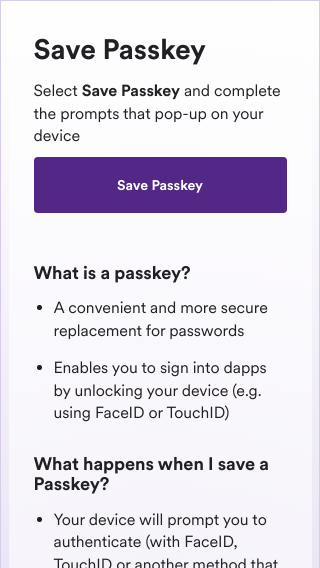 Save Passkey
Select Save Passkey and complete
the prompts that pop-up on your
device
Save Passkey
What is a passkey?
• A convenient and more secure
replacement for passwords
• Enables you to sign into dapps
by unlocking your device (e.g.
using FaceID or TouchID)
What happens when I save a
Passkey?
• Your device will prompt you to
authenticate (with FaceID,
TouchID or another method that